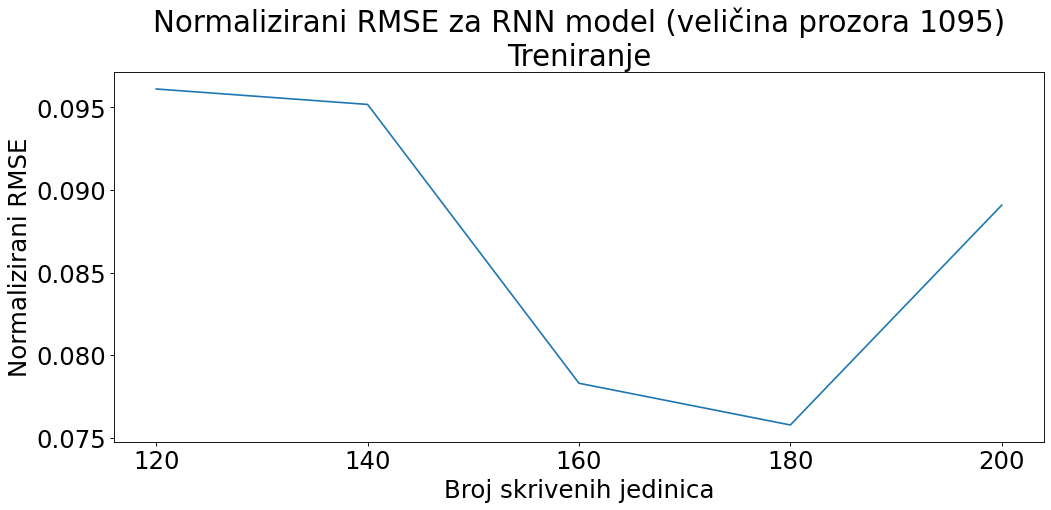 Normalizirani RMSE za RNN model (veličina prozora 1095)
Treniranje
Normalizirani RMSE
0.095
0.090
0.085
0.080
0.075
120 140 160 180 200
Broj skrivenih jedinica